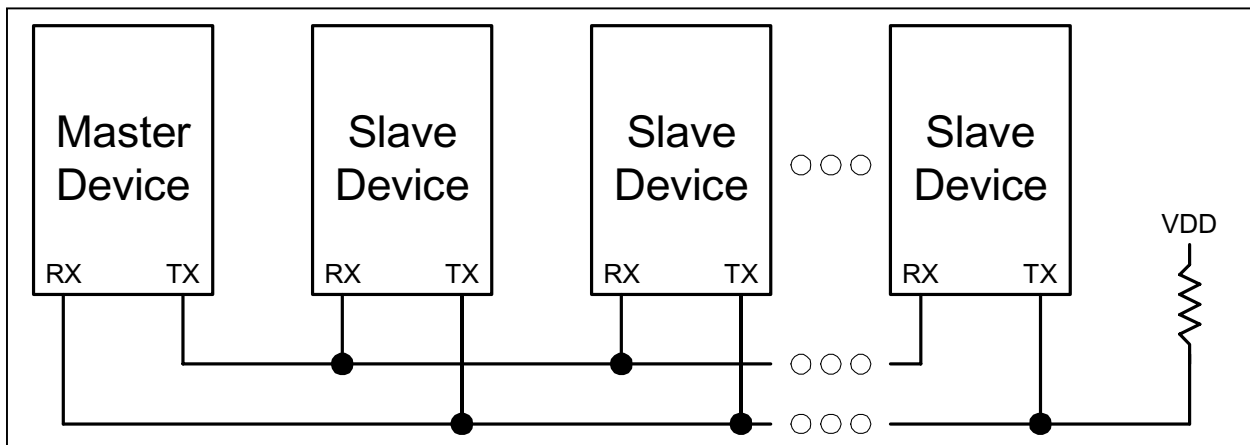 Master
Device
Slave
Device
Slave
Device
Slave
Device
VDD
RX TX
RX TX
RX TX
RX TX